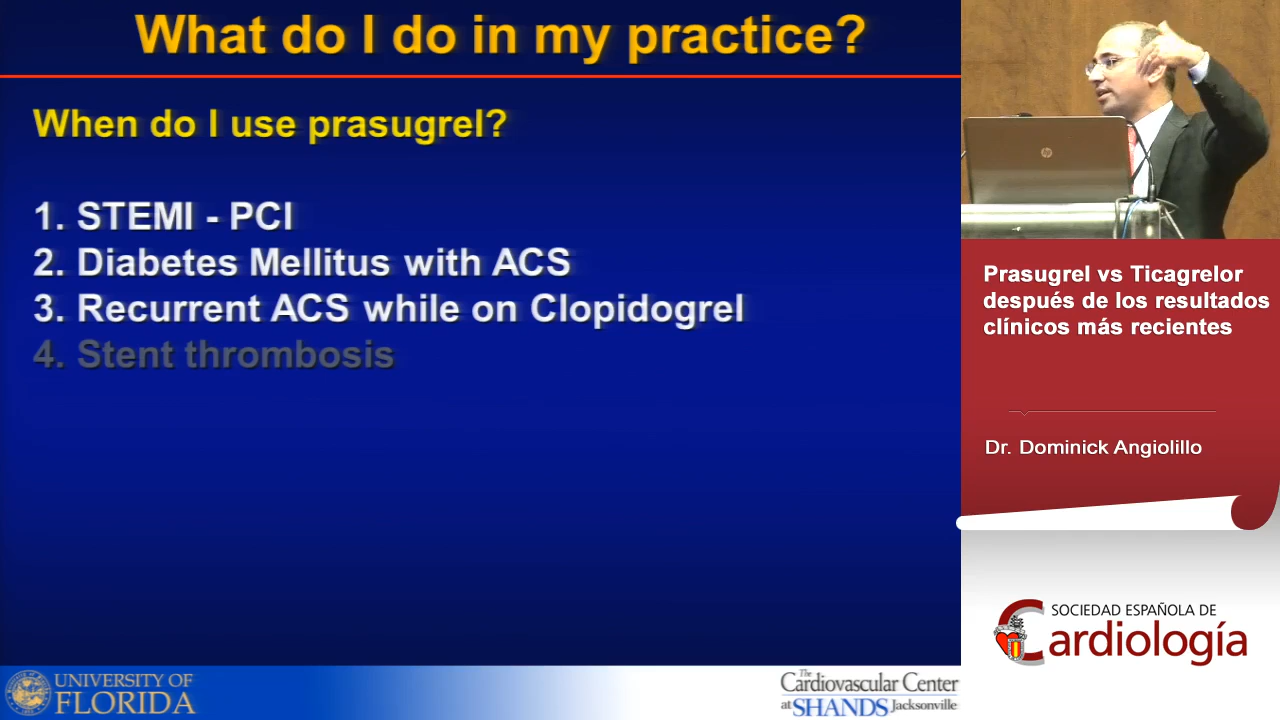 What do I do in my practice?
When do I use prasugrel?
1. STEMI - PCI
2. Diabetes Mellitus with ACS
3. Recurrent ACS while on Clopidogrel
4. Stent thrombosis
UNIVERSITY OF
FLORIDA
The
Cardiovascular Center
at SHANDS Jacksonville
hp
Prasugrel vs Ticagrelor
después de los resultados
clínicos más recientes
Dr. Dominick Angiolillo
SOCIEDAD ESPAÑOLA DE
Cardiología